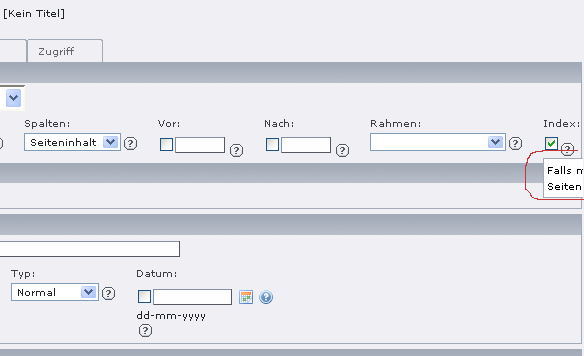 [Kein Titel]
Zugriff
Spalten: Vor: Nach: Rahmen: Index:
Seiteninhalt
Falls
Seiten
Typ: Datum:
Normal
dd-mm-yyyy